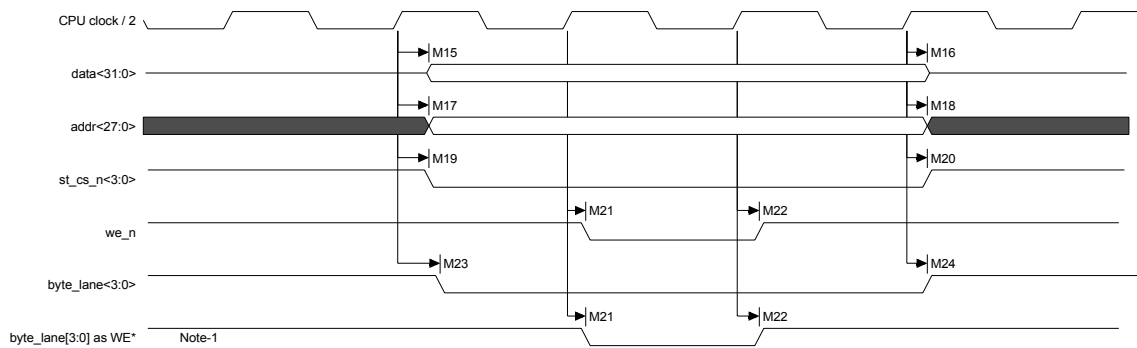 CPU clock / 2
M15 M16
data<31:0>
M17 M18
addr<27:0>
M19 M20
st_cs_n<3:0>
M21 M22
we_n
M23 M24
byte_lane<3:0>
M21 M22
byte_lane[3:0] as WE* Note-1